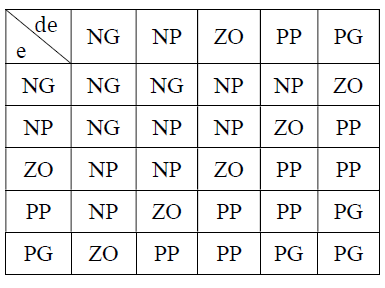 de
e
NG NP ZO PP PG
NG NG NG NP NP ZO
NP NG NP NP ZO PP
ZO NP NP ZO PP PP
PP NP ZO PP PP PG
PG ZO PP PP PG PG